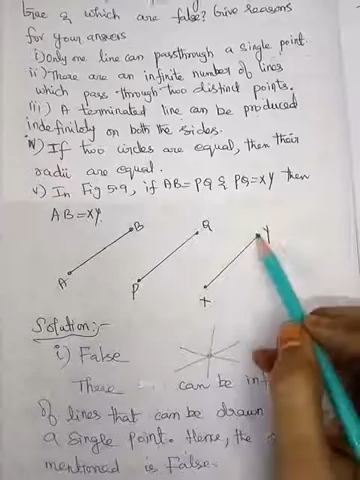 & which are false? Give reasons
for your answers
i) Only one line can pass through a single point.
ii) There are an infinite number of lines
which pass through two distinct points.
iii) A terminated line can be produced
indefinitely on both the sides.
iv) If two circles are equal, then their
radii are equal.
v) In Fig 5.9, if AB=PQ & PQ=XY then
AB=XY.
B
Q
Y
A
P
X
Solution:-
i) False
There can be inf
of lines that can be drawn
a single point. Hence, the
mentioned is False.